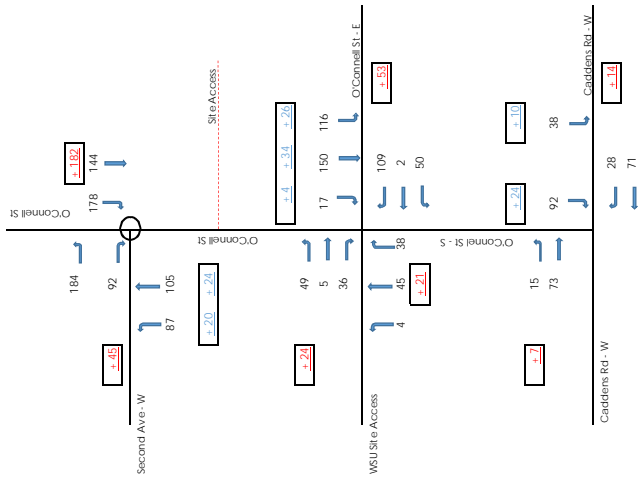 O'Connell St
+ 182
144
178
184
92
105
87
+ 45
Second Ave - W
Site Access
O'Connell St
+ 20 + 24
+ 4 + 34 + 26
17 150 116
O'Connell St - E
+ 53
109
2
50
49
5
36
38
45
4
+ 21
+ 24
WSU Site Access
O'Connel St - S
+ 24
+ 10
92
38
Caddens Rd - W
+ 14
28
71
15
73
+ 7
Caddens Rd - W